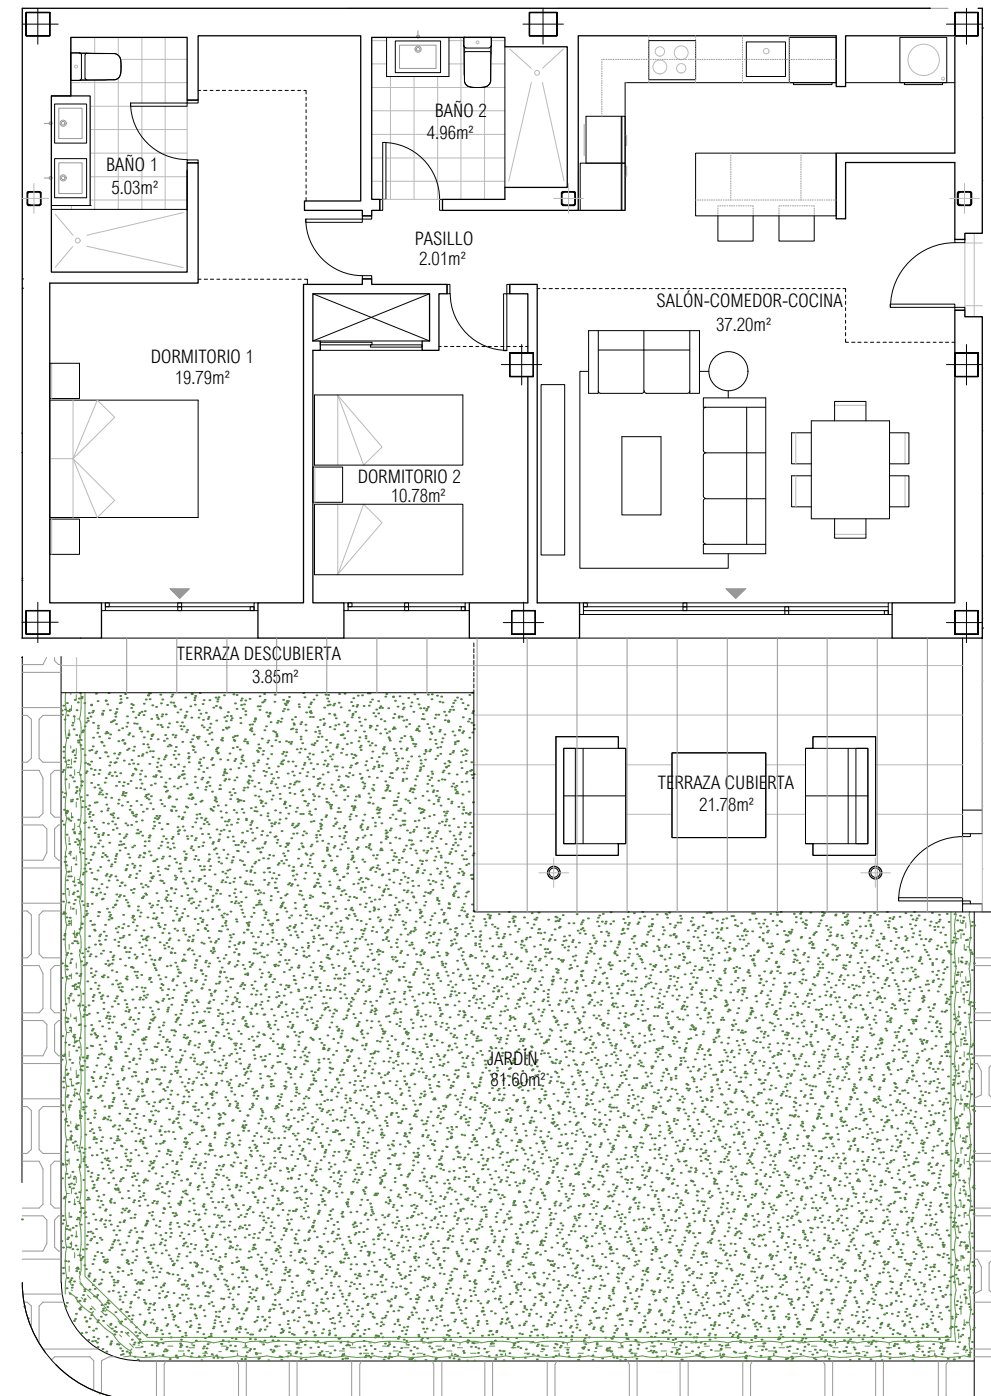 BAÑO 2
4.96m²
BAÑO 1
5.03m²
PASILLO
2.01m²
SALÓN-COMEDOR-COCINA
37.20m²
DORMITORIO 1
19.79m²
DORMITORIO 2
10.78m²
TERRAZA DESCUBIERTA
3.85m²
TERRAZA CUBIERTA
21.78m²
JARDÍN
81.60m²